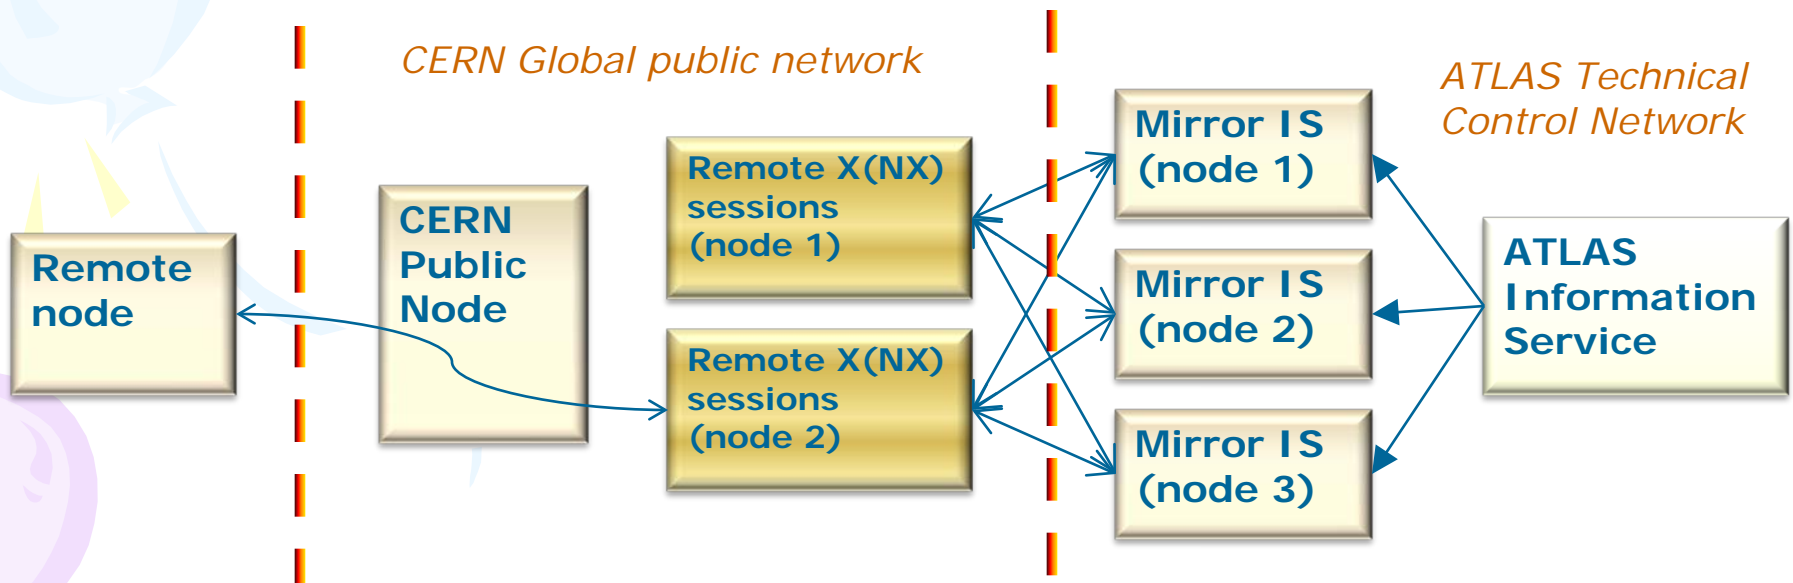 CERN Global public network
ATLAS Technical
Control Network
Remote
node
CERN
Public
Node
Remote X(NX)
sessions
(node 1)
Remote X(NX)
sessions
(node 2)
Mirror IS
(node 1)
Mirror IS
(node 2)
Mirror IS
(node 3)
ATLAS
Information
Service